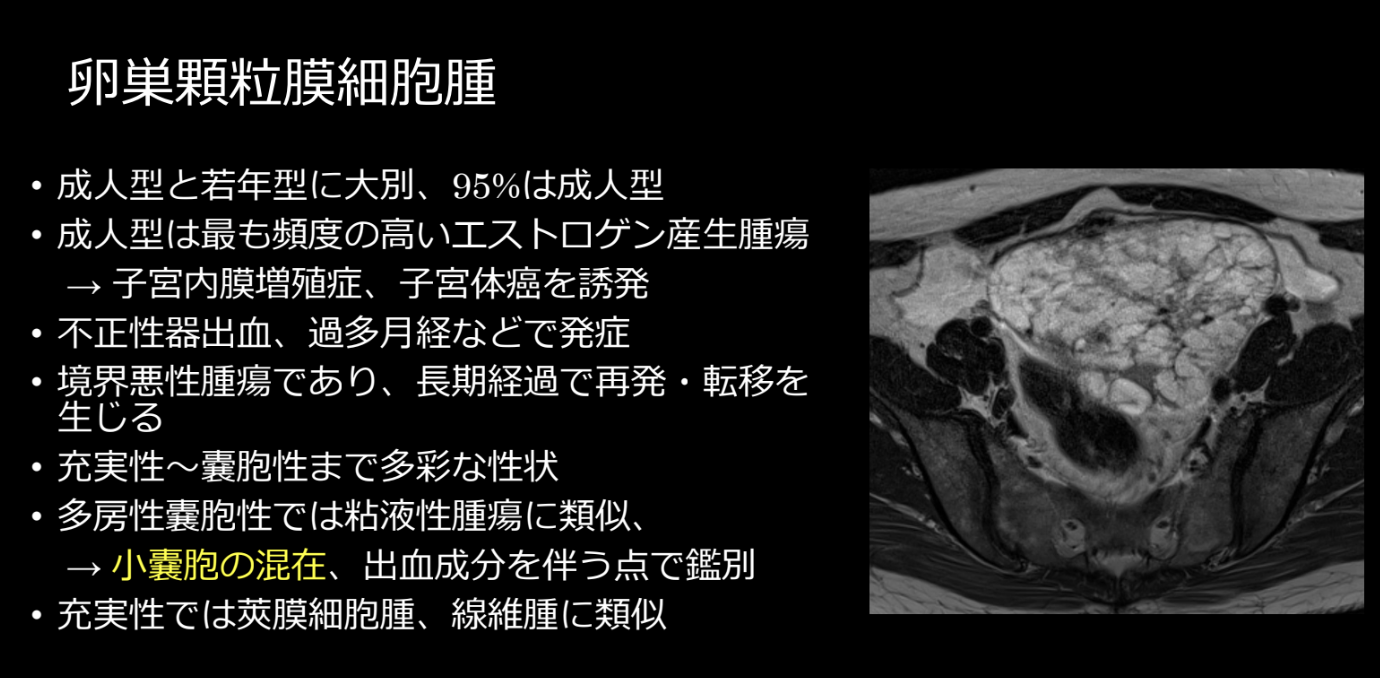 卵巣顆粒膜細胞腫
• 成人型と若年型に大別、95%は成人型
• 成人型は最も頻度の高いエストロゲン産生腫瘍
→ 子宮内膜増殖症、子宮体癌を誘発
• 不正性器出血、過多月経などで発症
• 境界悪性腫瘍であり、長期経過で再発・転移を
生じる
• 充実性～嚢胞性まで多彩な性状
• 多房性嚢胞性では粘液性腫瘍に類似、
→ 小嚢胞の混在、出血成分を伴う点で鑑別
• 充実性では莢膜細胞腫、線維腫に類似